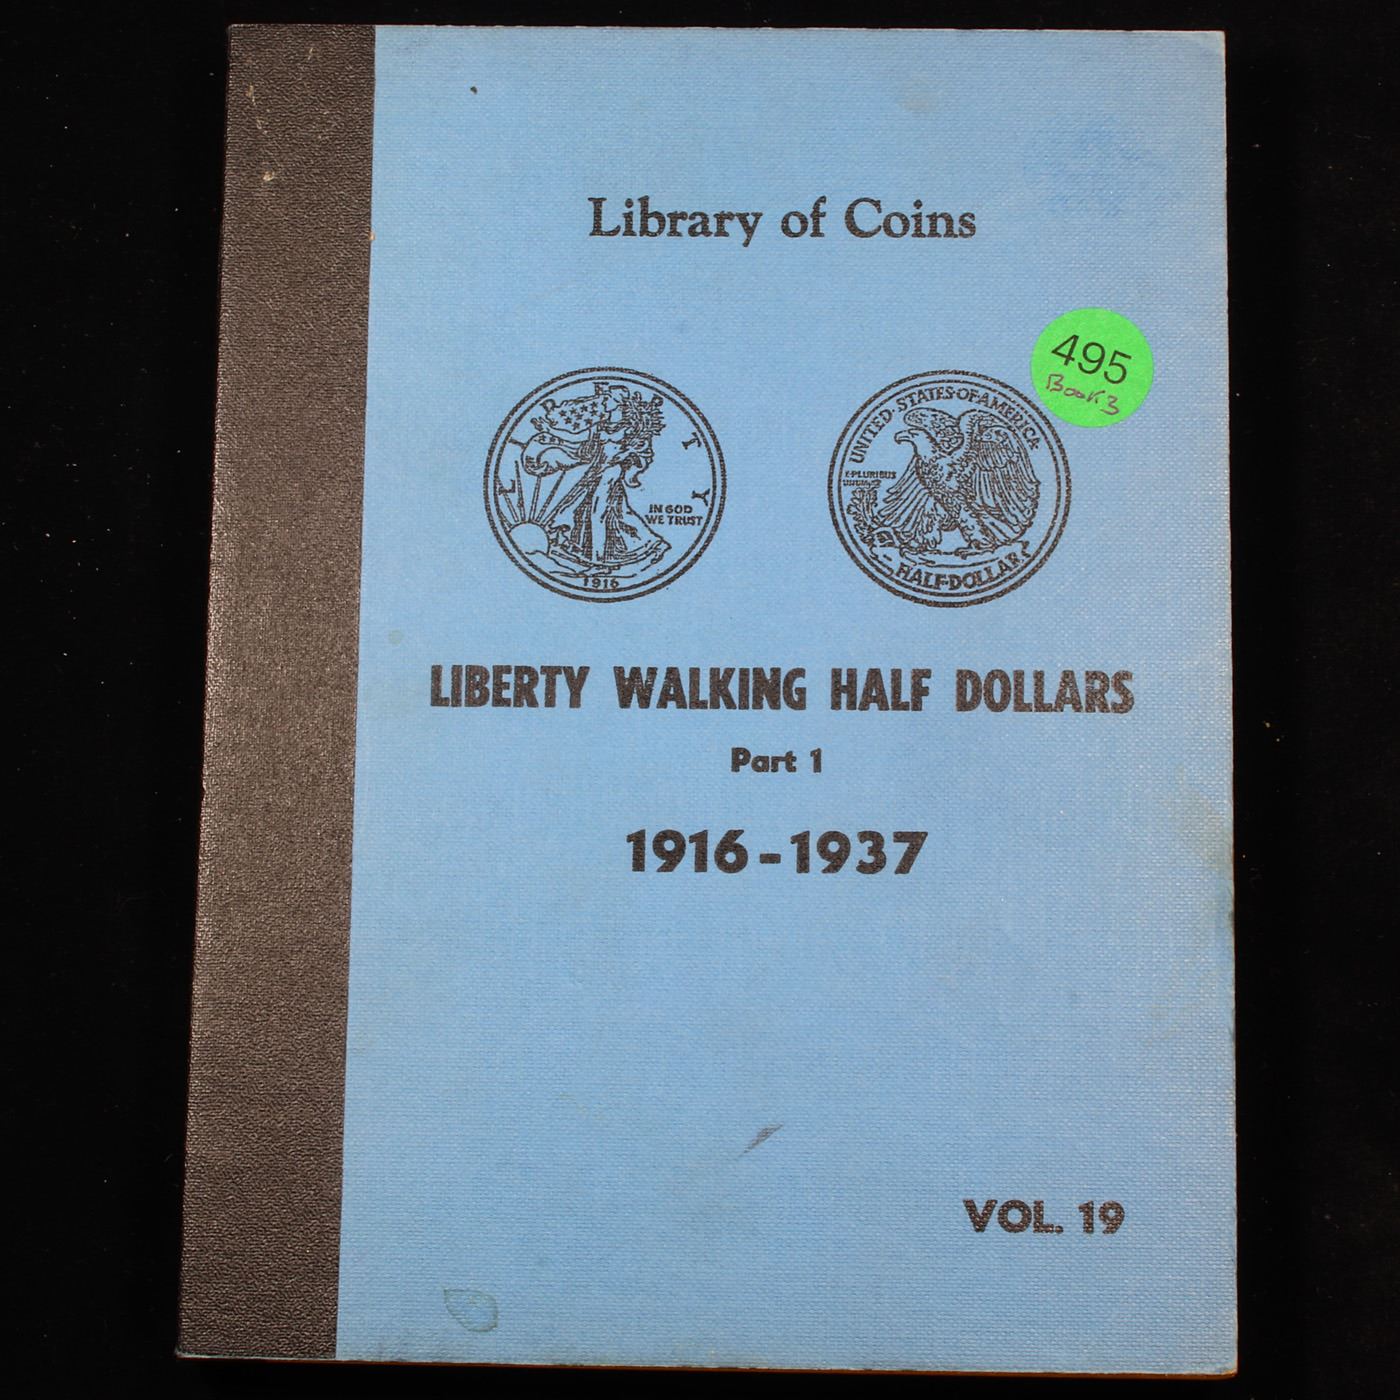 Library of Coins
495
Book 3
LIBERTY
IN GOD
WE TRUST
1916
UNITED·STATES·OF·AMERICA
E·PLURIBUS
HALF·DOLLAR
LIBERTY WALKING HALF DOLLARS
Part 1
1916-1937
VOL. 19